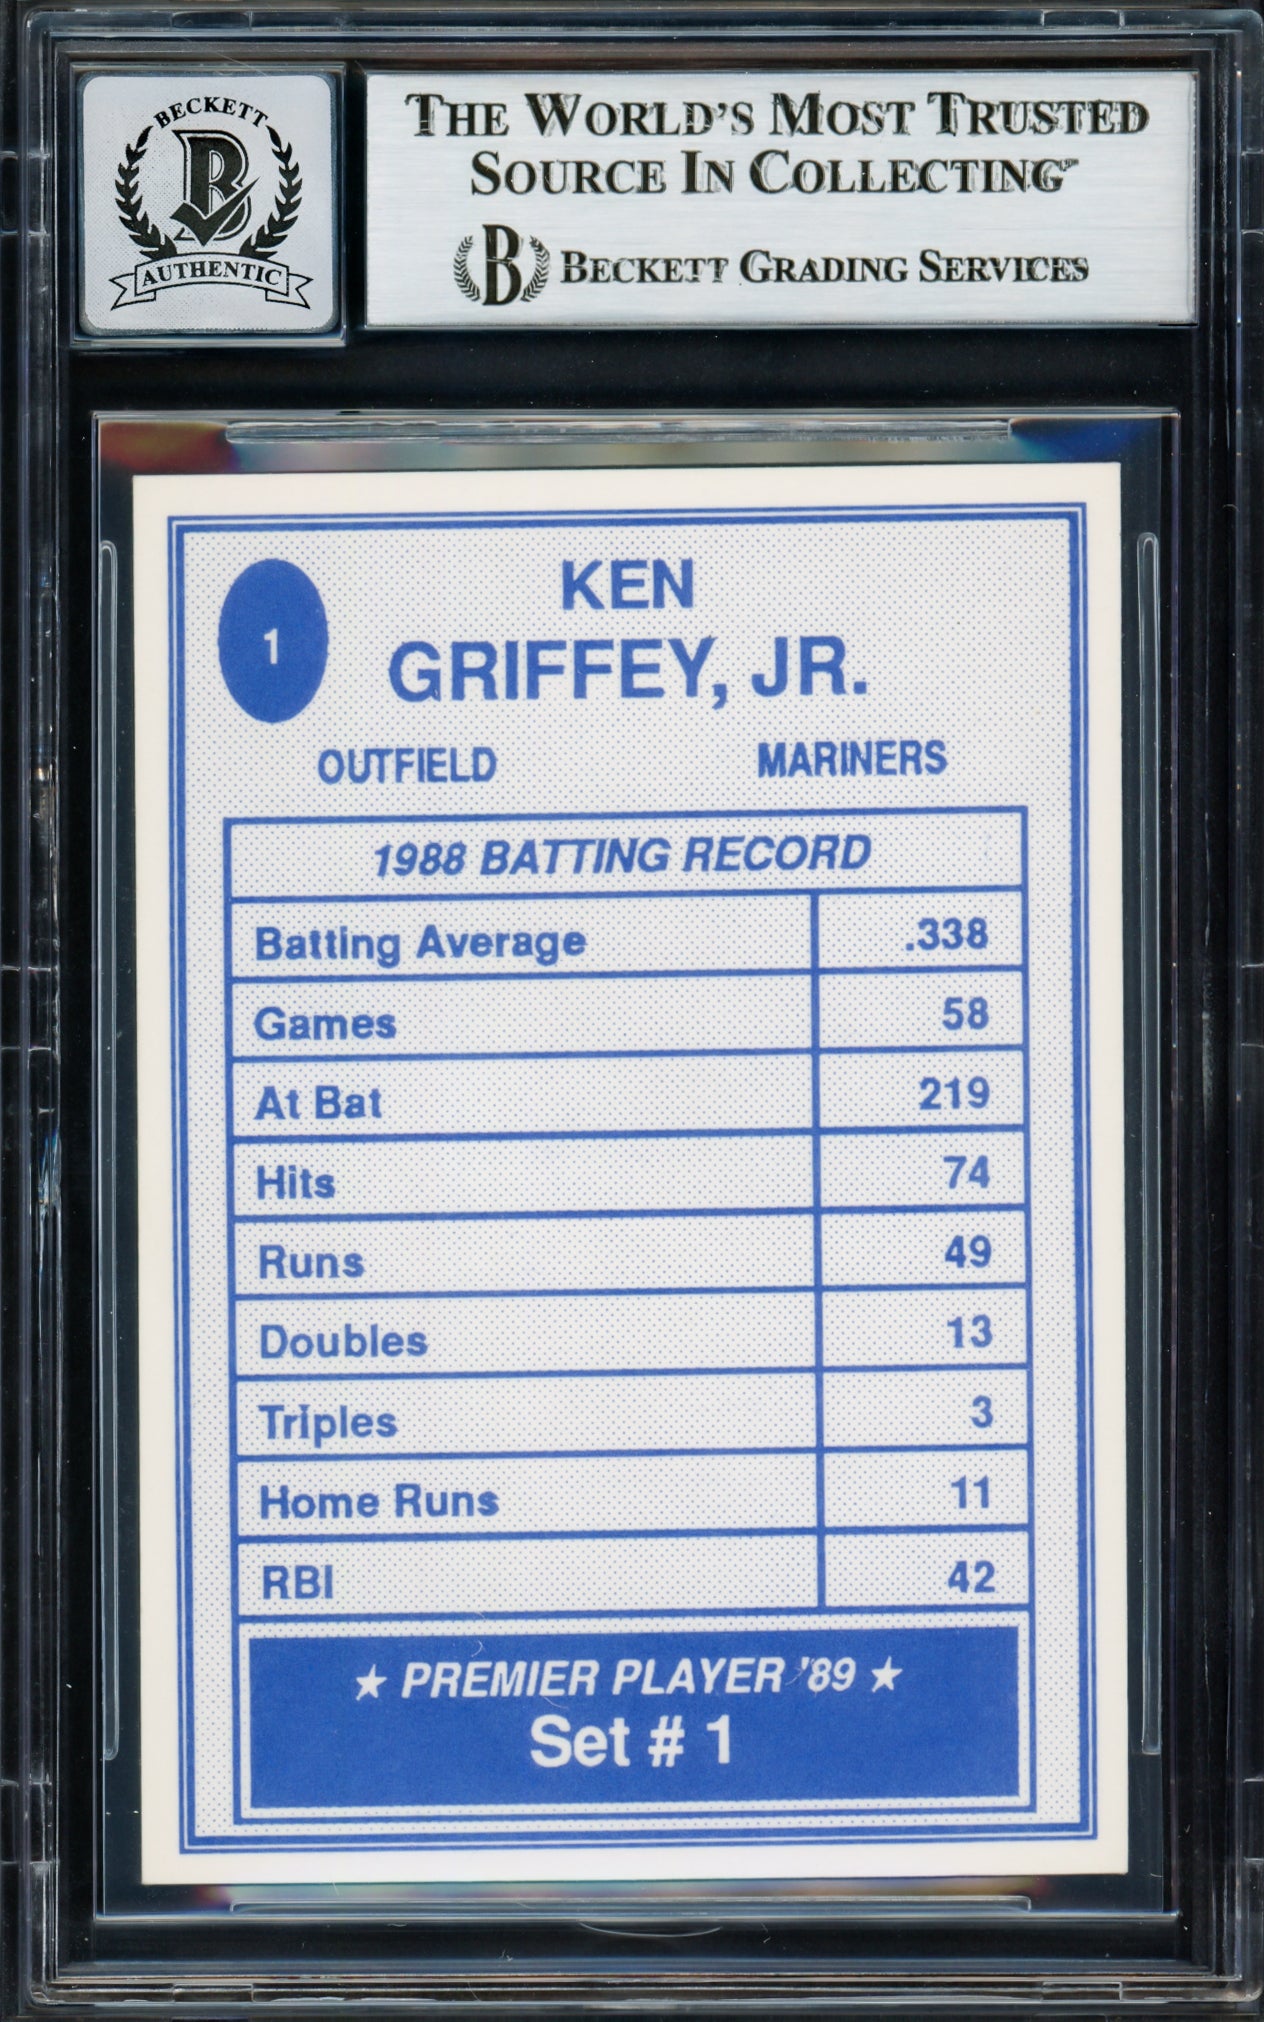 BECKETT
B
AUTHENTIC
THE WORLD'S MOST TRUSTED
SOURCE IN COLLECTING™
B BECKETT GRADING SERVICES
1
KEN
GRIFFEY, JR.
OUTFIELD MARINERS
1988 BATTING RECORD
Batting Average .338
Games 58
At Bat 219
Hits 74
Runs 49
Doubles 13
Triples 3
Home Runs 11
RBI 42
★ PREMIER PLAYER '89 ★
Set # 1